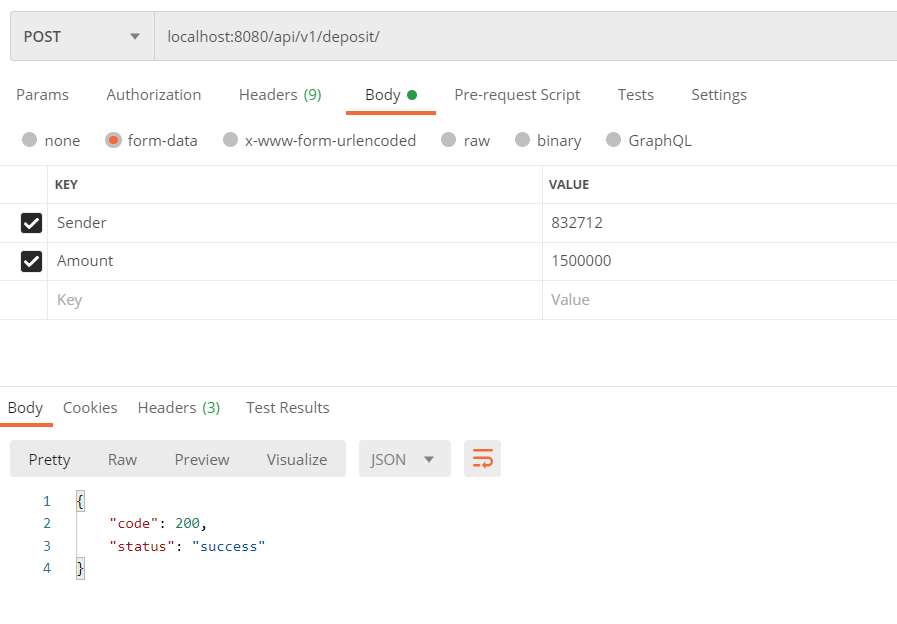 POST localhost:8080/api/v1/deposit/
Params Authorization Headers (9) Body Pre-request Script Tests Settings
none form-data x-www-form-urlencoded raw binary GraphQL
KEY VALUE
Sender 832712
Amount 1500000
Key Value
Body Cookies Headers (3) Test Results
Pretty Raw Preview Visualize JSON
1 {
2 "code": 200,
3 "status": "success"
4 }